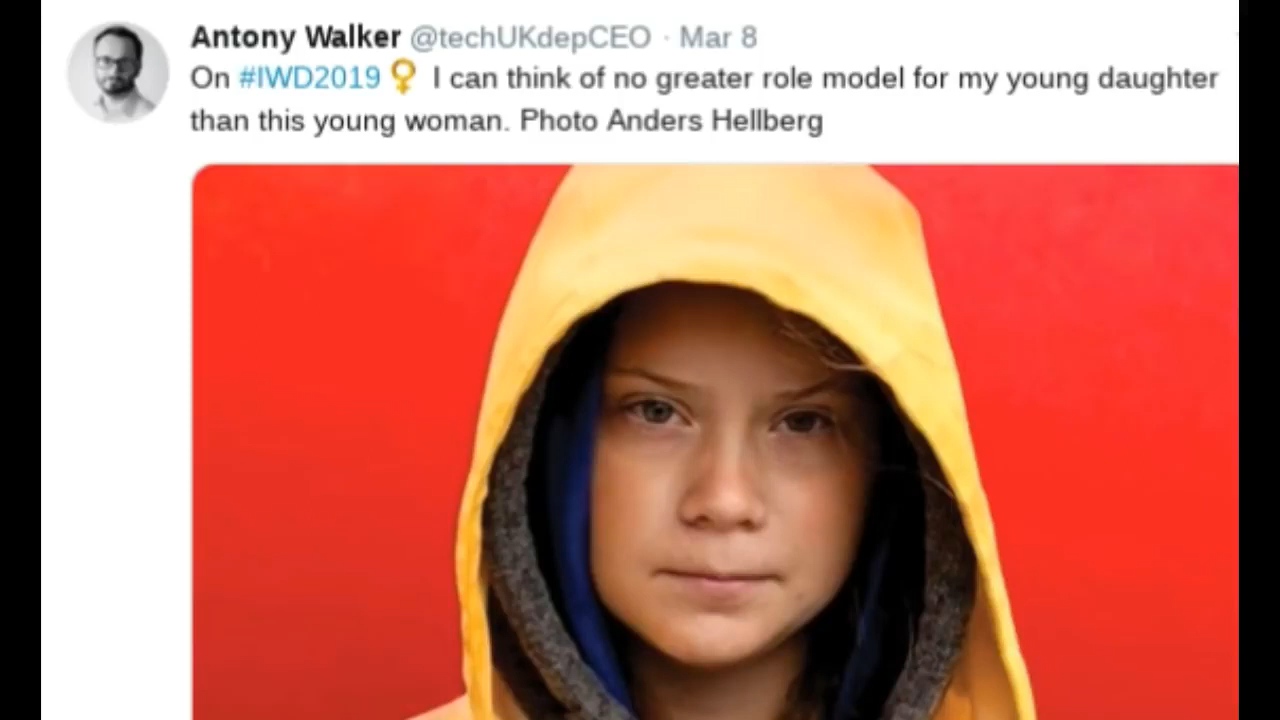 Antony Walker @techUKdepCEO · Mar 8
On #IWD2019 ♀ I can think of no greater role model for my young daughter
than this young woman. Photo Anders Hellberg